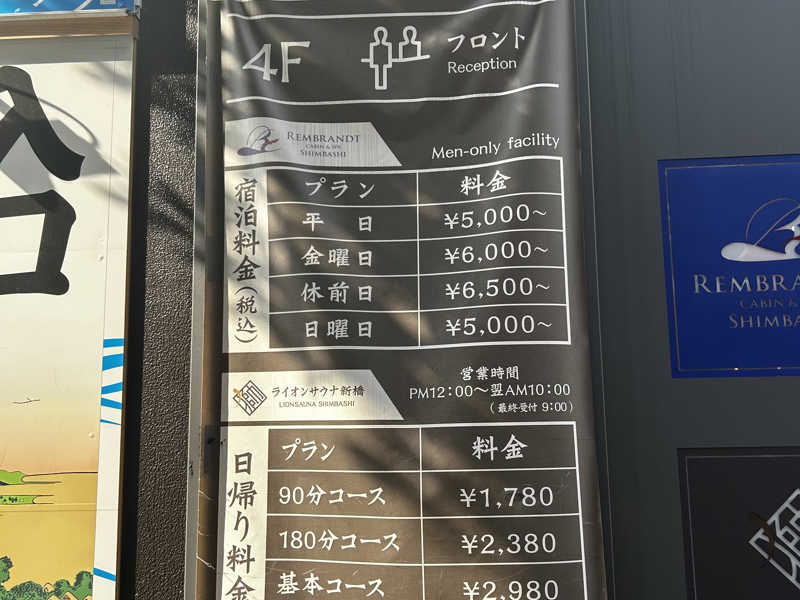 4F
フロント
Reception
REMBRANDT
CABIN & SPA
SHIMBASHI
Men-only facility
宿泊料金(税込)
プラン 料金
平 日 ¥5,000~
金曜日 ¥6,000~
休前日 ¥6,500~
日曜日 ¥5,000~
ライオンサウナ新橋
LIONSAUNA SHIMBASHI
営業時間
PM12:00~翌AM10:00
(最終受付 9:00)
日帰り料金
プラン 料金
90分コース ¥1,780
180分コース ¥2,380
基本コース ¥2,980
REMBRAN
CABIN &
SHIMBA